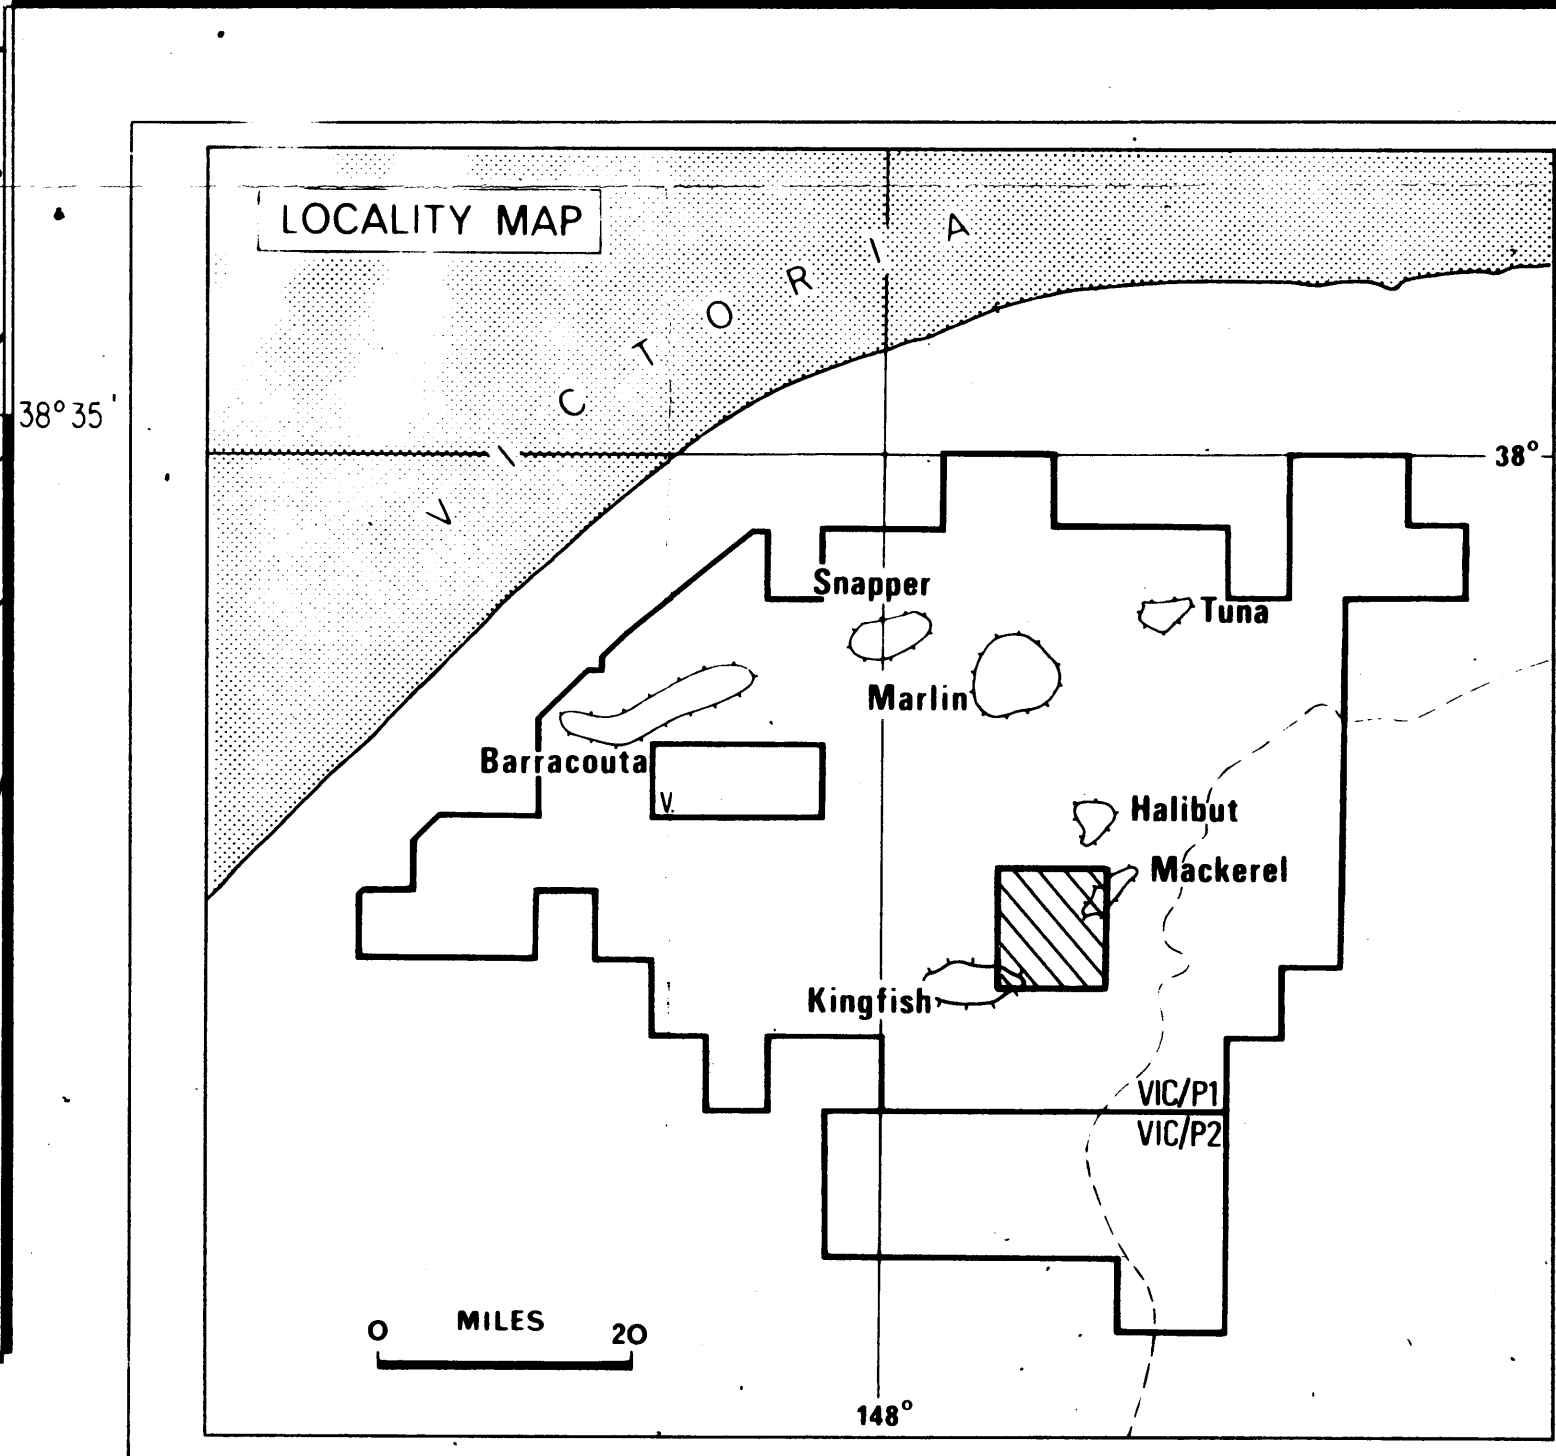 LOCALITY MAP
VICTORIA
38°35'
38°
Snapper
Tuna
Marlin
Barracouta
V.
Halibut
Mackerel
Kingfish
VIC/P1
VIC/P2
MILES
0 20
148°